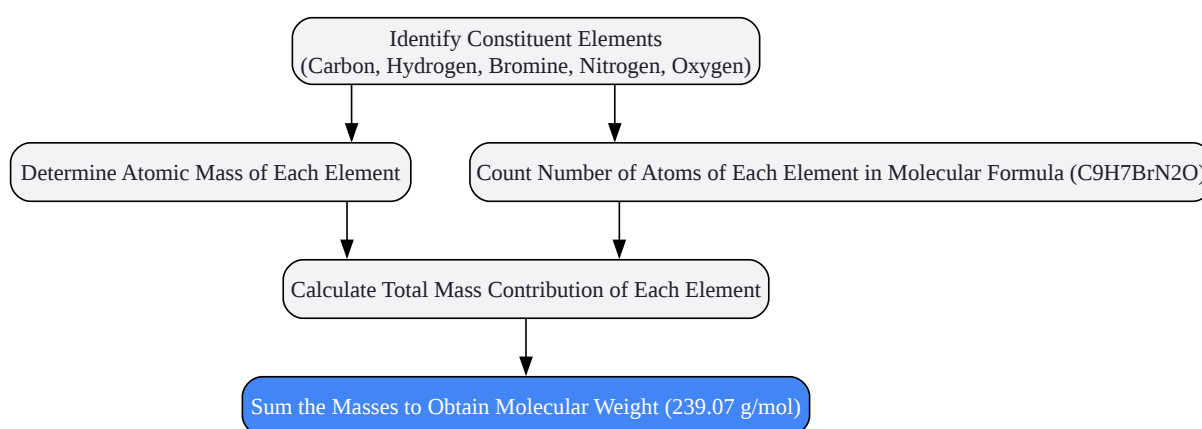 Identify Constituent Elements
(Carbon, Hydrogen, Bromine, Nitrogen, Oxygen)
Determine Atomic Mass of Each Element
Count Number of Atoms of Each Element in Molecular Formula (C9H7BrN2O)
Calculate Total Mass Contribution of Each Element
Sum the Masses to Obtain Molecular Weight (239.07 g/mol)